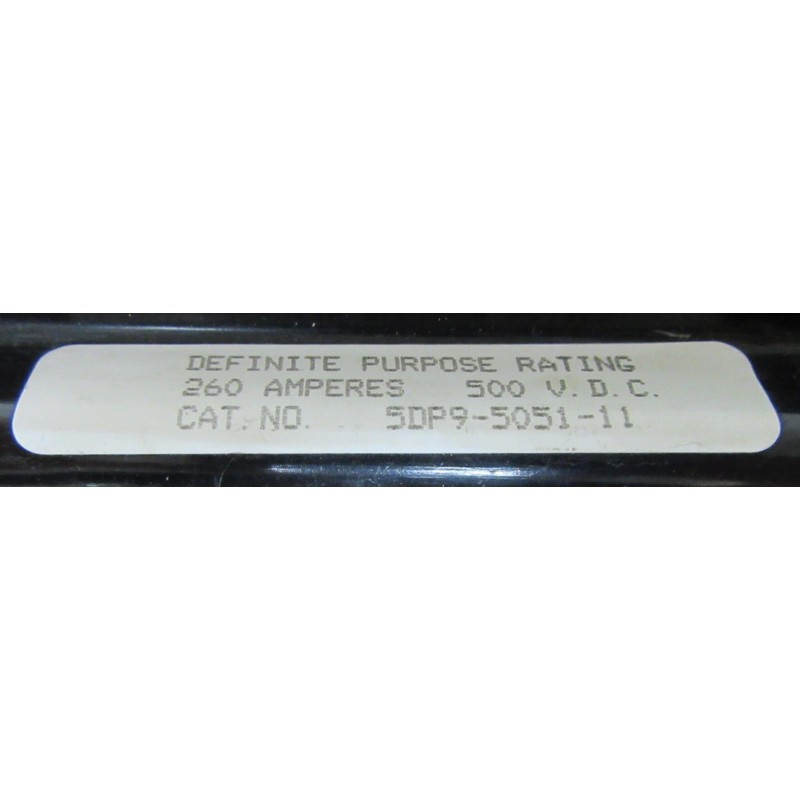 DEFINITE PURPOSE RATING
260 AMPERES 500 V.D.C.
CAT.NO. 5DP9-5051-11